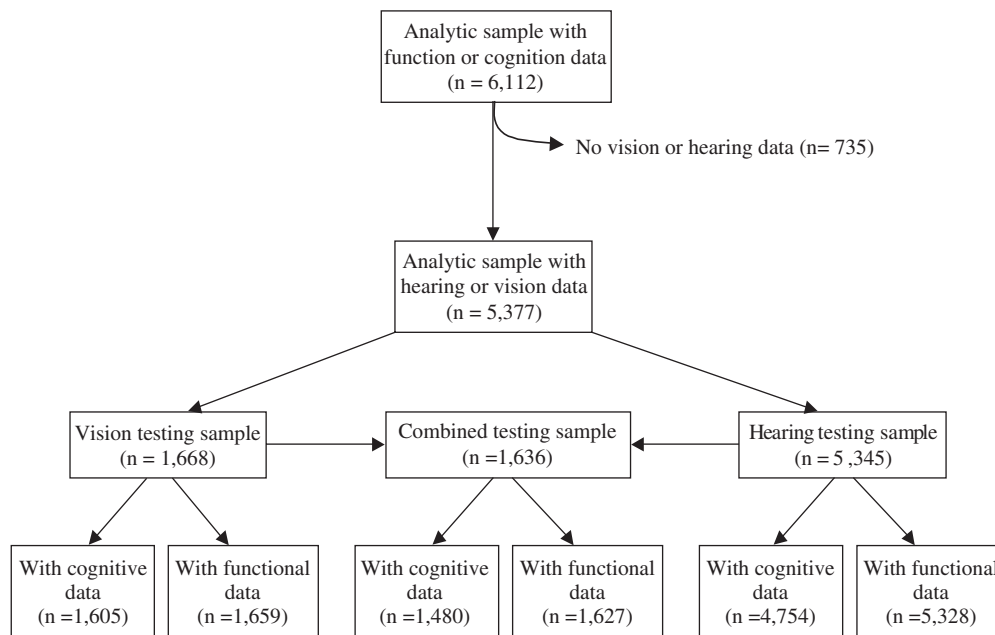 Analytic sample with
function or cognition data
(n = 6,112)
No vision or hearing data (n= 735)
Analytic sample with
hearing or vision data
(n = 5,377)
Vision testing sample
(n = 1,668)
Combined testing sample
(n =1,636)
Hearing testing sample
(n = 5 ,345)
With cognitive
data
(n =1,605)
With functional
data
(n =1,659)
With cognitive
data
(n =1,480)
With functional
data
(n =1,627)
With cognitive
data
(n =4,754)
With functional
data
(n =5,328)